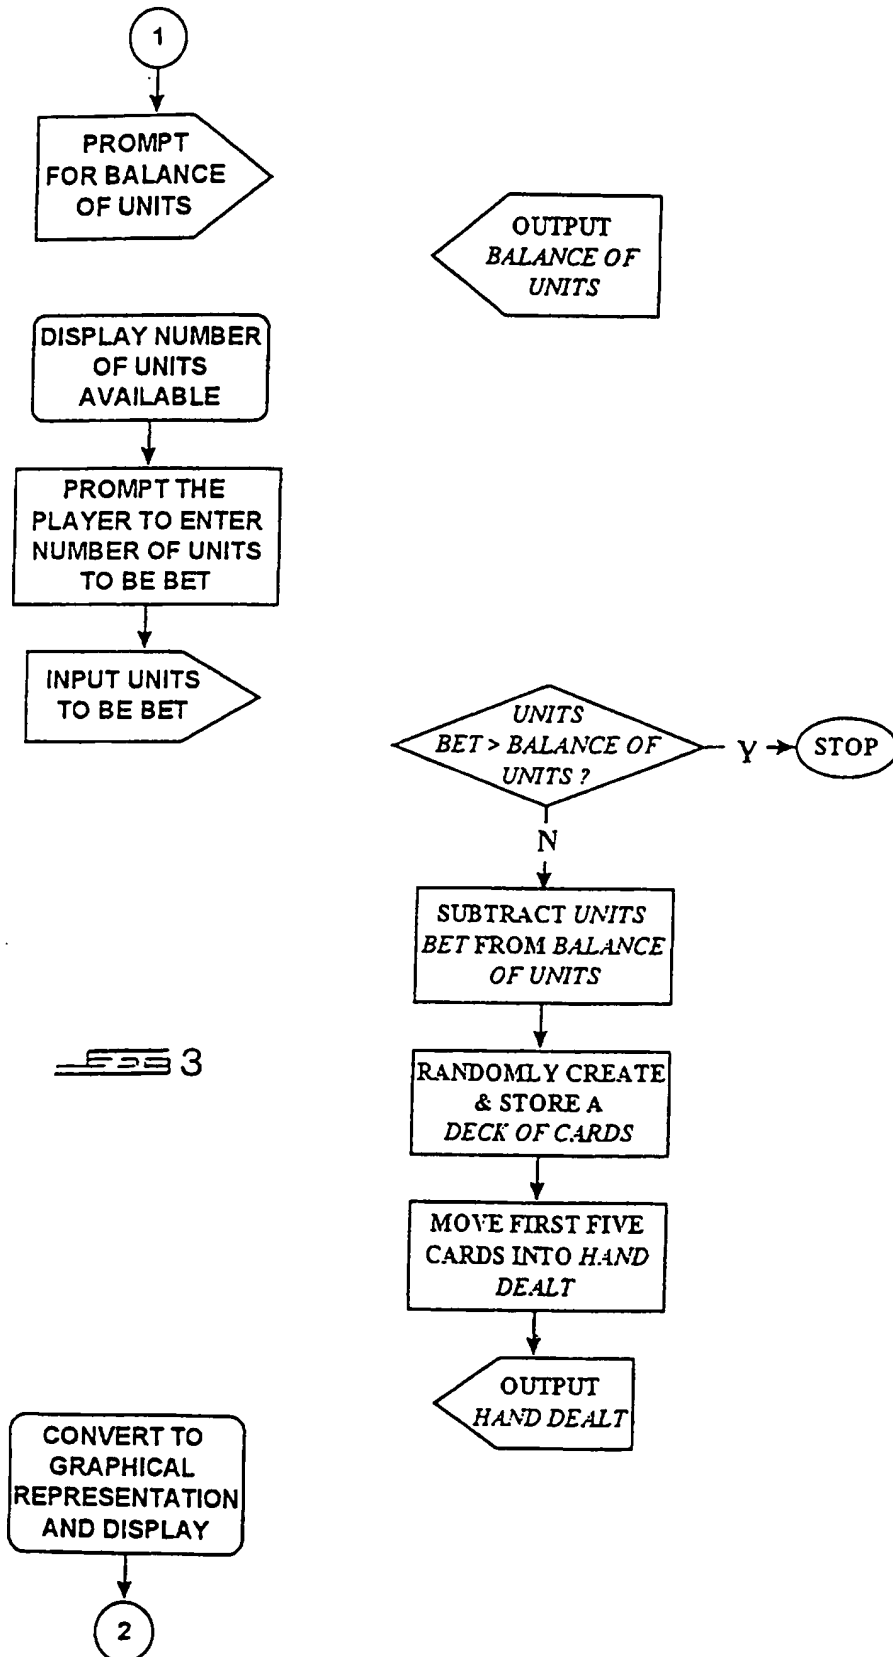 1
PROMPT
FOR BALANCE
OF UNITS
OUTPUT
BALANCE OF
UNITS
DISPLAY NUMBER
OF UNITS
AVAILABLE
PROMPT THE
PLAYER TO ENTER
NUMBER OF UNITS
TO BE BET
INPUT UNITS
TO BE BET
UNITS
BET > BALANCE OF
UNITS ?
Y
STOP
N
SUBTRACT UNITS
BET FROM BALANCE
OF UNITS
3
RANDOMLY CREATE
& STORE A
DECK OF CARDS
MOVE FIRST FIVE
CARDS INTO HAND
DEALT
OUTPUT
HAND DEALT
CONVERT TO
GRAPHICAL
REPRESENTATION
AND DISPLAY
2